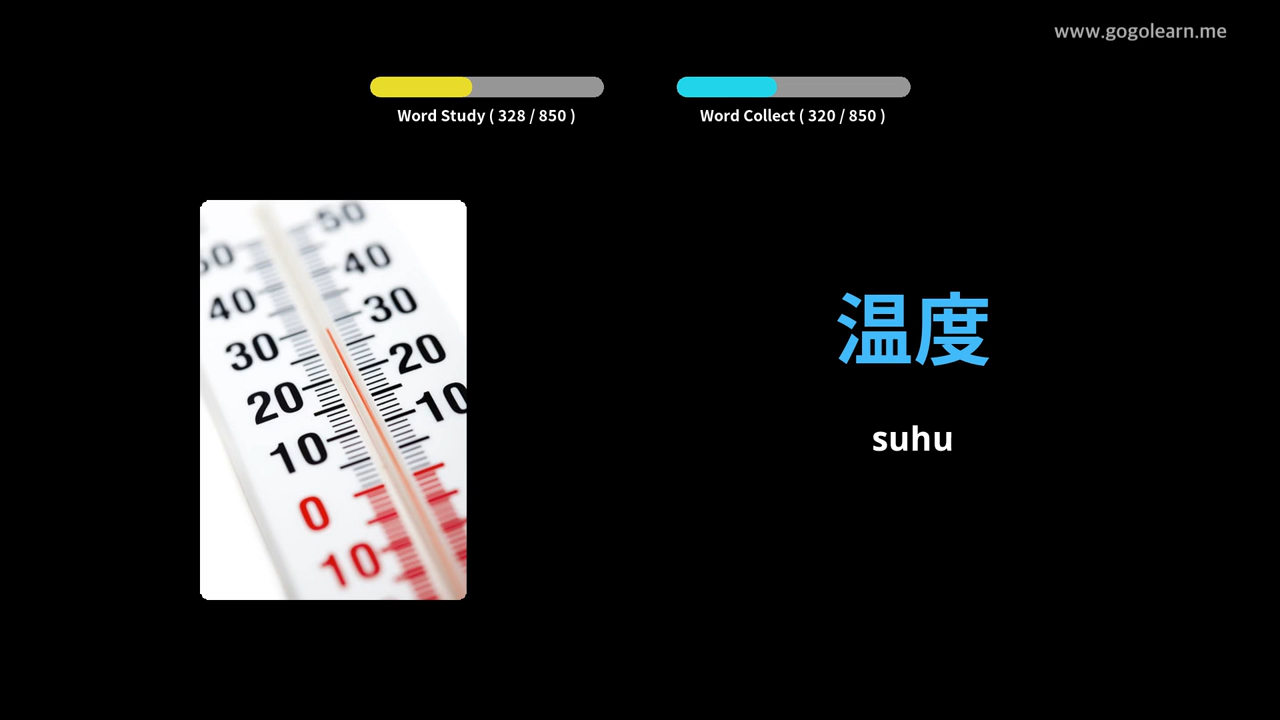 www.gogolearn.me
Word Study ( 328 / 850 )
Word Collect ( 320 / 850 )
50
50
40
40
30
30
20
20
10
10
0
10
温度
suhu